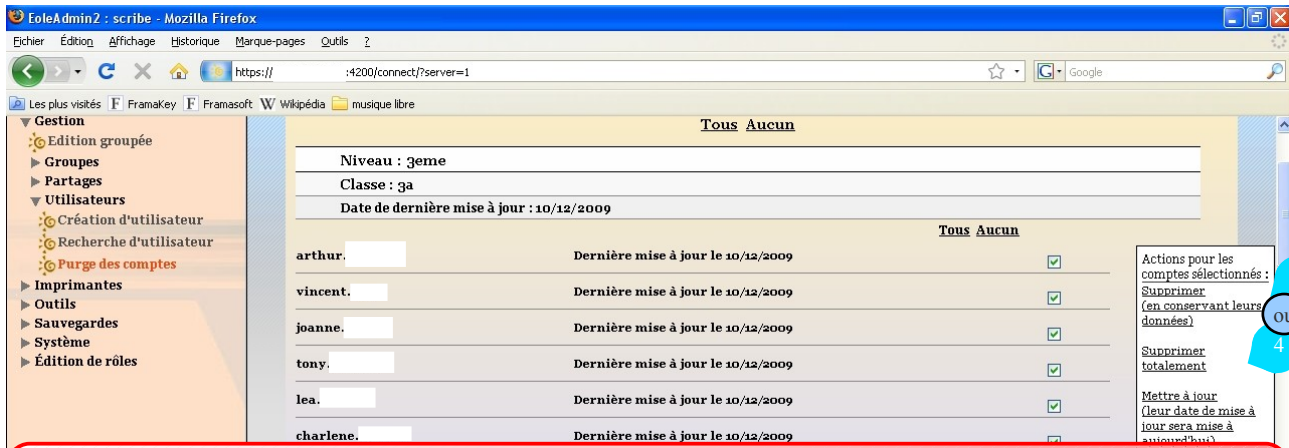 EoleAdmin2 : scribe - Mozilla Firefox
Fichier Édition Affichage Historique Marque-pages Outils ?
https:// :4200/connect/?server=1
G Google
Les plus visités F FramaKey F Framasoft W Wikipédia musique libre
Gestion
Edition groupée
Groupes
Partages
Utilisateurs
Création d'utilisateur
Recherche d'utilisateur
Purge des comptes
Imprimantes
Outils
Sauvegardes
Système
Édition de rôles
Tous Aucun
Niveau : 3eme
Classe : 3a
Date de dernière mise à jour : 10/12/2009
Tous Aucun
arthur. Dernière mise à jour le 10/12/2009
vincent. Dernière mise à jour le 10/12/2009
joanne. Dernière mise à jour le 10/12/2009
tony. Dernière mise à jour le 10/12/2009
lea. Dernière mise à jour le 10/12/2009
charlene. Dernière mise à jour le 10/12/2009
Actions pour les
comptes sélectionnés :
Supprimer
(en conservant leurs
données)
Supprimer
totalement
Mettre à jour
(leur date de mise à
jour sera mise à
aujourd'hui)
ou
4